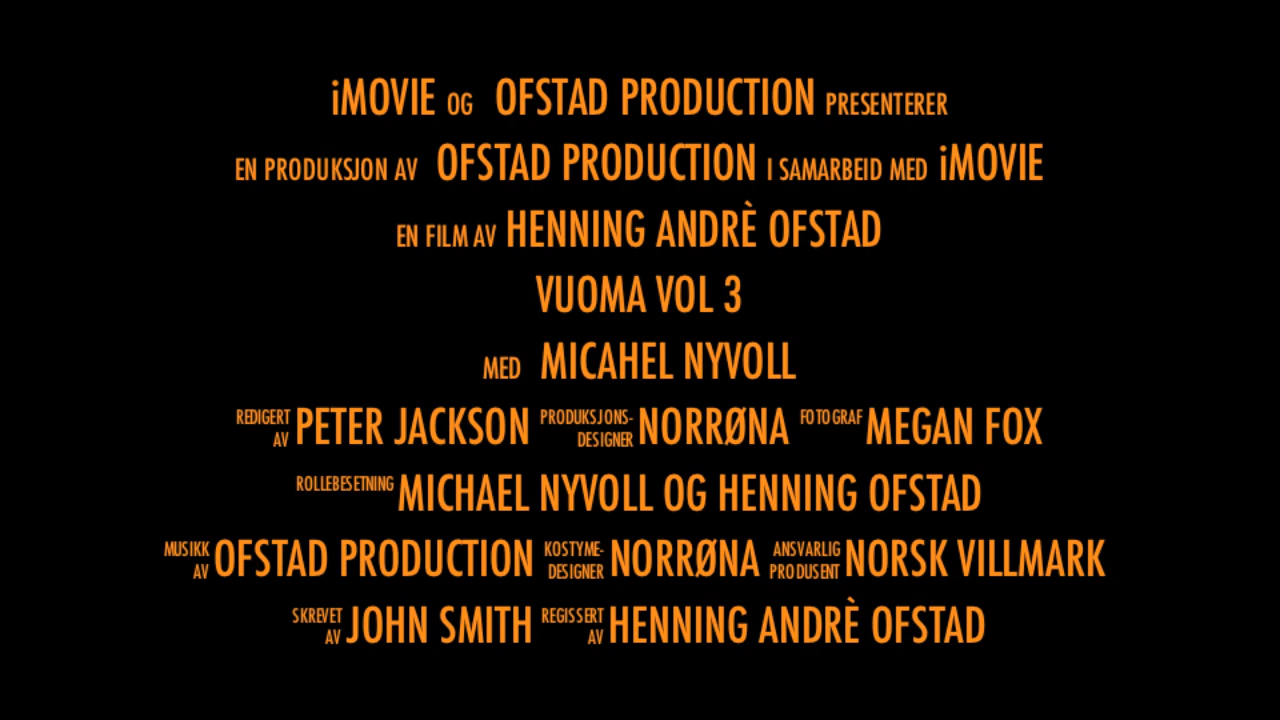 iMOVIE OG OFSTAD PRODUCTION PRESENTERER
EN PRODUKSJON AV OFSTAD PRODUCTION I SAMARBEID MED iMOVIE
EN FILM AV HENNING ANDRÈ OFSTAD
VUOMA VOL 3
MED MICAHEL NYVOLL
REDIGERT AV PETER JACKSON PRODUKSJONS-DESIGNER NORRØNA FOTOGRAF MEGAN FOX
ROLLEBESETNING MICHAEL NYVOLL OG HENNING OFSTAD
MUSIKK AV OFSTAD PRODUCTION KOSTYME-DESIGNER NORRØNA ANSVARLIG PRODUSENT NORSK VILLMARK
SKREVET AV JOHN SMITH REGISSERT AV HENNING ANDRÈ OFSTAD